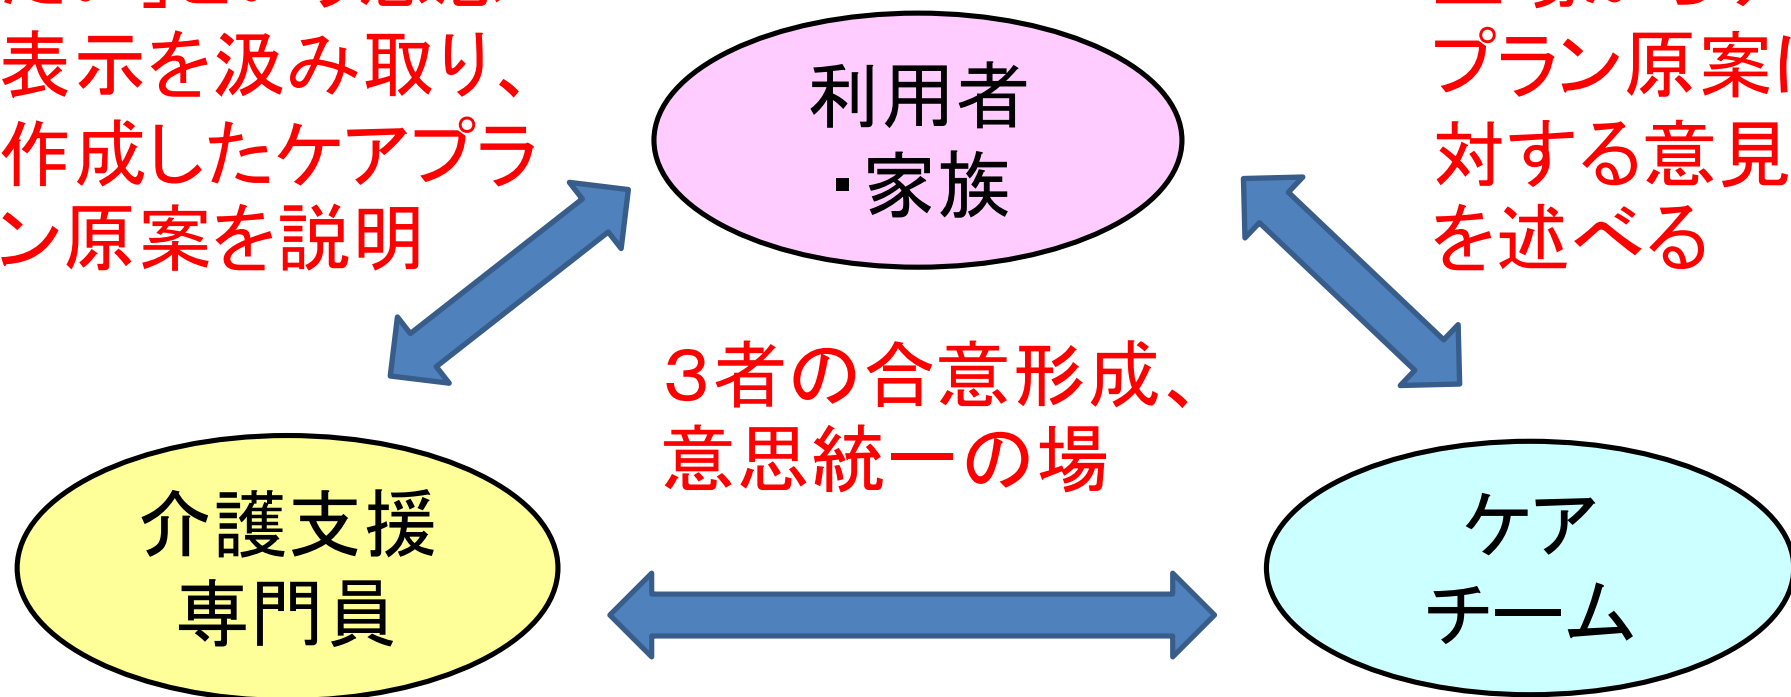 表示を汲み取り、
作成したケアプラ
ン原案を説明
利用者
・家族
プラン原案に
対する意見
を述べる
３者の合意形成、
意思統一の場
介護支援
専門員
ケア
チーム